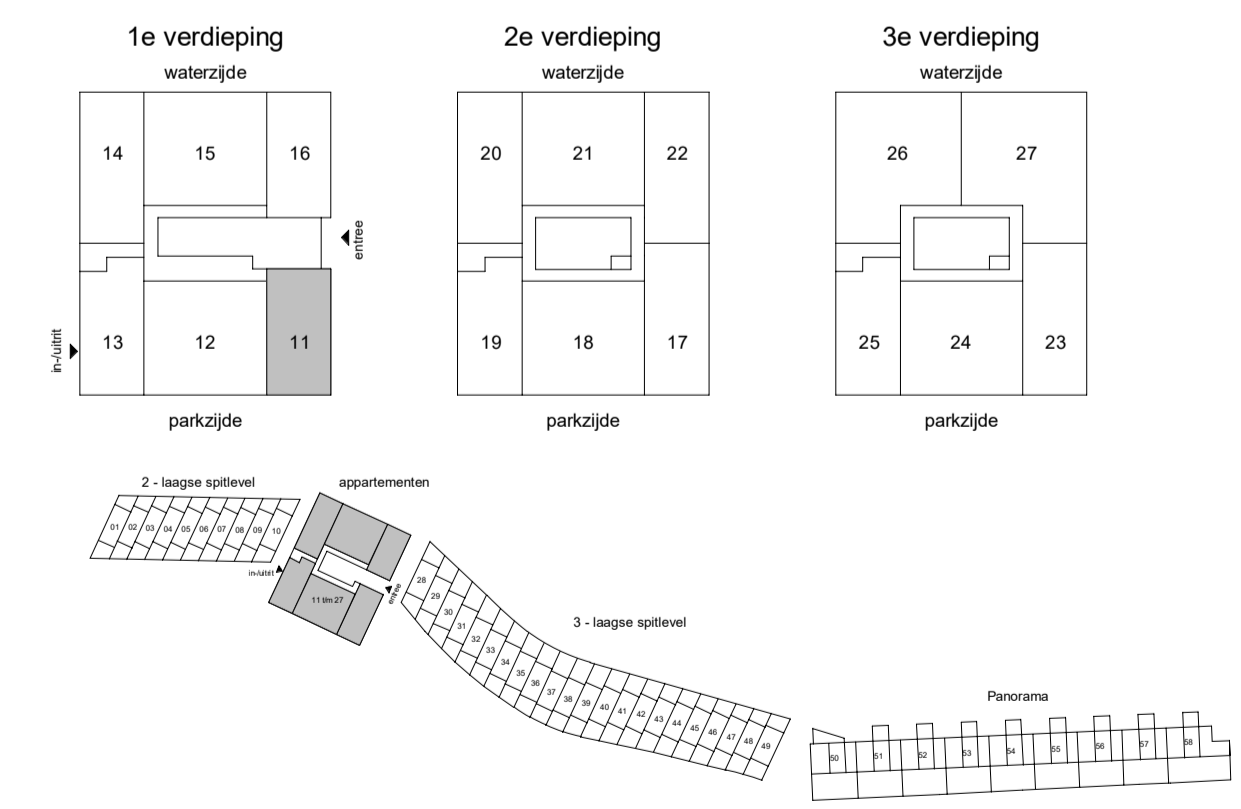 1e verdieping
waterzijde
14 15 16
entree
in-/uitrit
13 12 11
parkzijde
2e verdieping
waterzijde
20 21 22
19 18 17
parkzijde
3e verdieping
waterzijde
26 27
25 24 23
parkzijde
2 - laagse spitlevel
01 02 03 04 05 06 07 08 09 10
appartementen
in-/uitrit
11 t/m 27
entree
28
29
30
31
32
33
34
35
36
37
38
39
40
41
42
43
44
45
46
47
48
49
3 - laagse spitlevel
Panorama
50 51 52 53 54 55 56 57 58